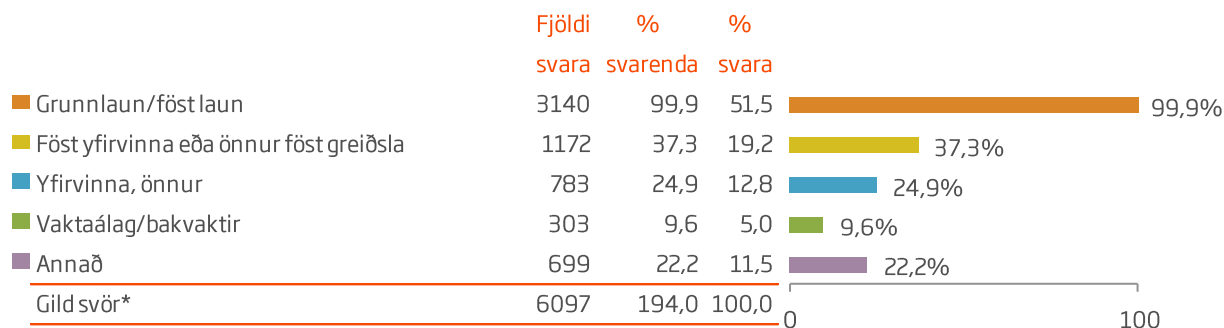 Fjöldi % %
svara svarenda svara
Grunnlaun/föst laun 3140 99,9 51,5 99,9%
Föst yfirvinna eða önnur föst greiðsla 1172 37,3 19,2 37,3%
Yfirvinna, önnur 783 24,9 12,8 24,9%
Vaktaálag/bakvaktir 303 9,6 5,0 9,6%
Annað 699 22,2 11,5 22,2%
Gild svör* 6097 194,0 100,0
0 100